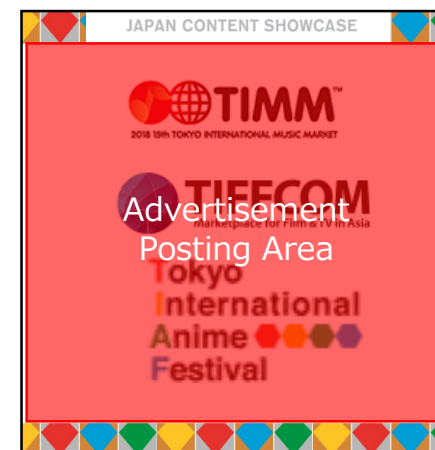 JAPAN CONTENT SHOWCASE
TIMM™
2018 15th TOKYO INTERNATIONAL MUSIC MARKET
TIFFCOM
Marketplace for Film & TV in Asia
Advertisement
Posting Area
Tokyo
International
Anime
Festival